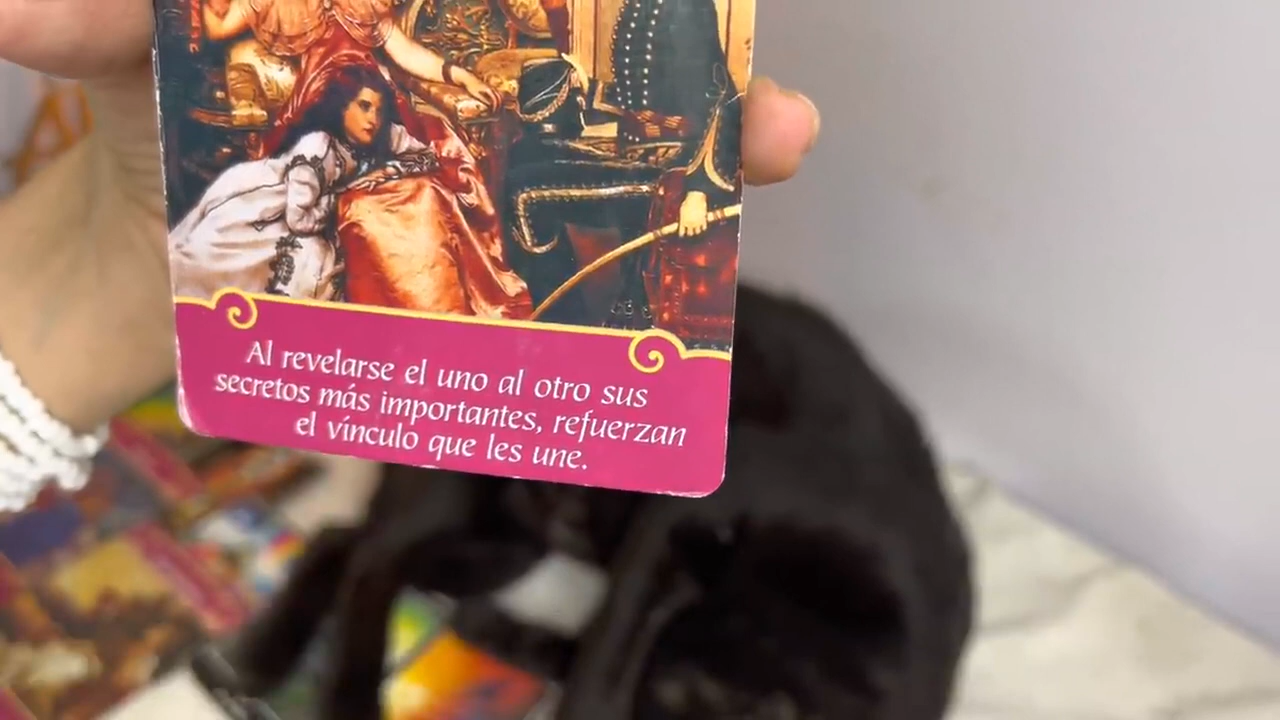 Al revelarse el uno al otro sus
secretos más importantes, refuerzan
el vínculo que les une.